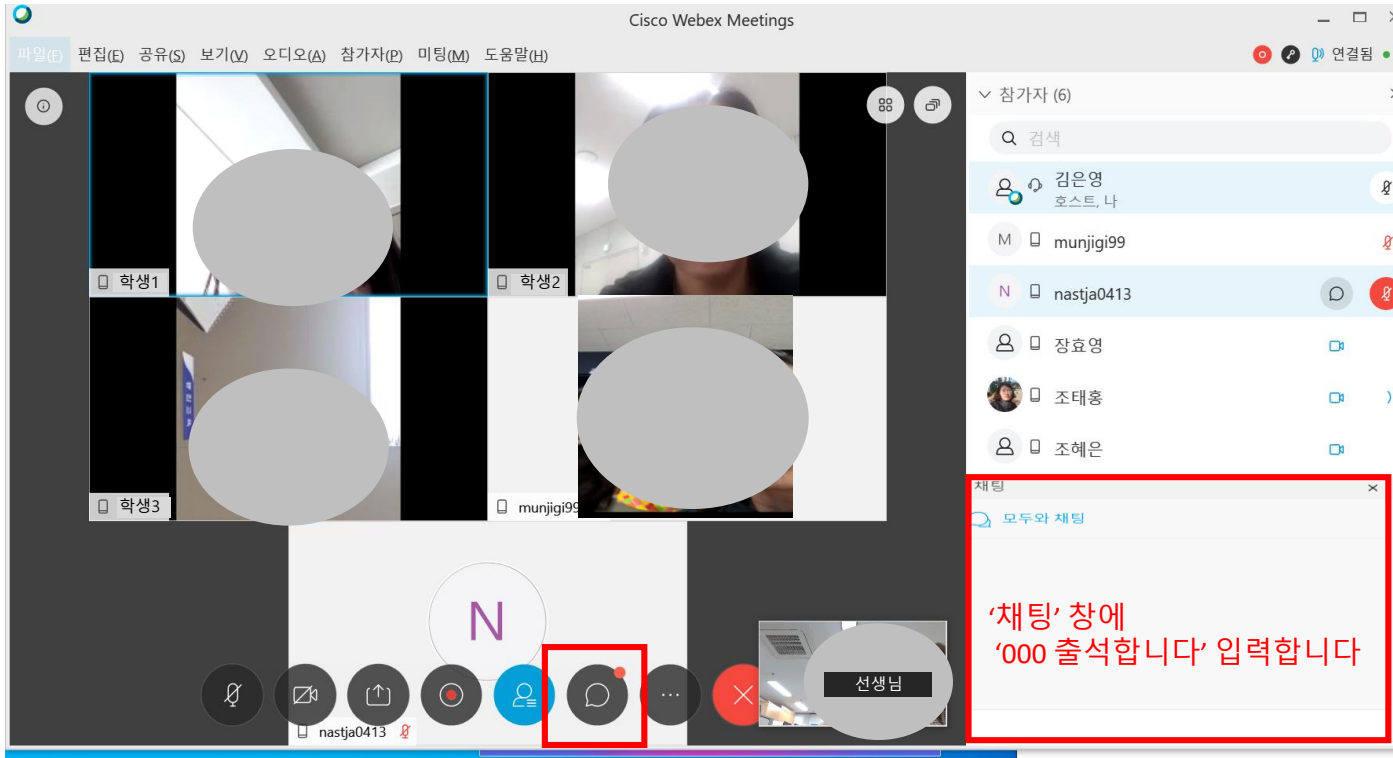 Cisco Webex Meetings
파일(F) 편집(E) 공유(S) 보기(V) 오디오(A) 참가자(P) 미팅(M) 도움말(H)
연결됨
학생1
학생2
학생3
munjigi99
N
nastja0413
선생님
참가자 (6)
검색
김은영
호스트, 나
M munjigi99
N nastja0413
장효영
조태홍
조혜은
채팅
모두와 채팅
‘채팅’ 창에
‘000 출석합니다’ 입력합니다